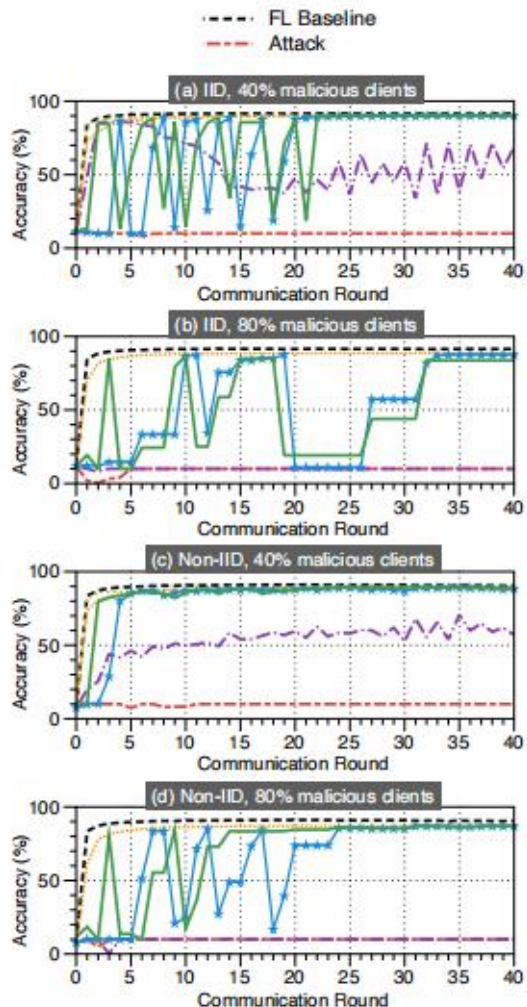 FL Baseline
Attack
(a) IID, 40% malicious clients
100
50
0
Accuracy (%)
0 5 10 15 20 25 30 35 40
Communication Round
(b) IID, 80% malicious clients
100
50
0
Accuracy (%)
0 5 10 15 20 25 30 35 40
Communication Round
(c) Non-IID, 40% malicious clients
100
50
0
Accuracy (%)
0 5 10 15 20 25 30 35 40
Communication Round
(d) Non-IID, 80% malicious clients
100
50
0
Accuracy (%)
0 5 10 15 20 25 30 35 40
Communication Round